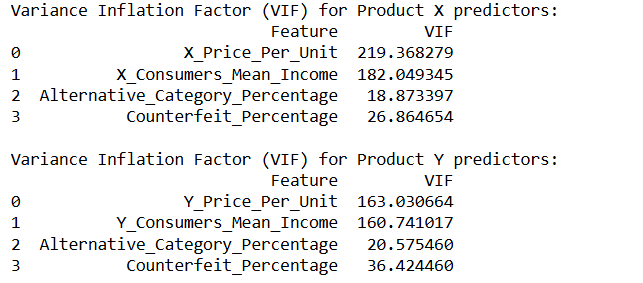 Variance Inflation Factor (VIF) for Product X predictors:
Feature VIF
0 X_Price_Per_Unit 219.368279
1 X_Consumers_Mean_Income 182.049345
2 Alternative_Category_Percentage 18.873397
3 Counterfeit_Percentage 26.864654
Variance Inflation Factor (VIF) for Product Y predictors:
Feature VIF
0 Y_Price_Per_Unit 163.030664
1 Y_Consumers_Mean_Income 160.741017
2 Alternative_Category_Percentage 20.575460
3 Counterfeit_Percentage 36.424460